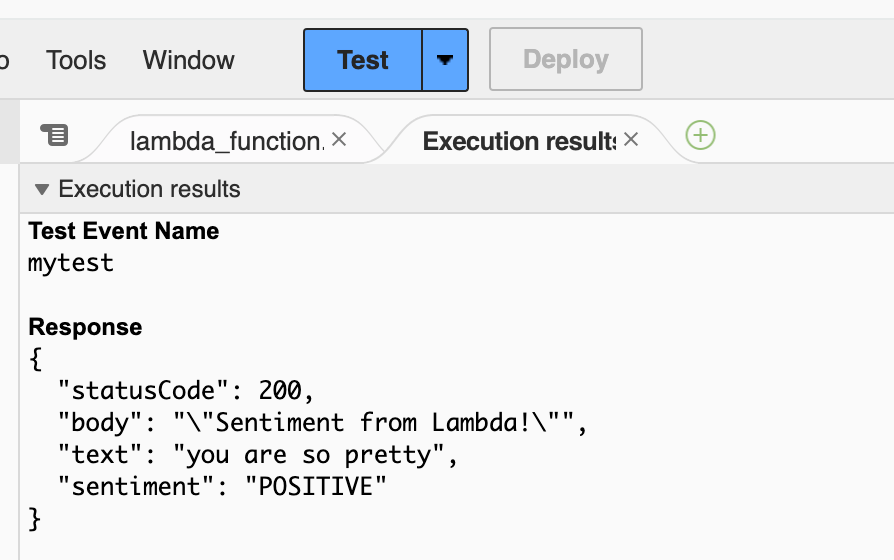 o Tools Window Test Deploy
lambda_function. Execution results
Execution results
Test Event Name
mytest
Response
{
"statusCode": 200,
"body": "\"Sentiment from Lambda!\"",
"text": "you are so pretty",
"sentiment": "POSITIVE"
}